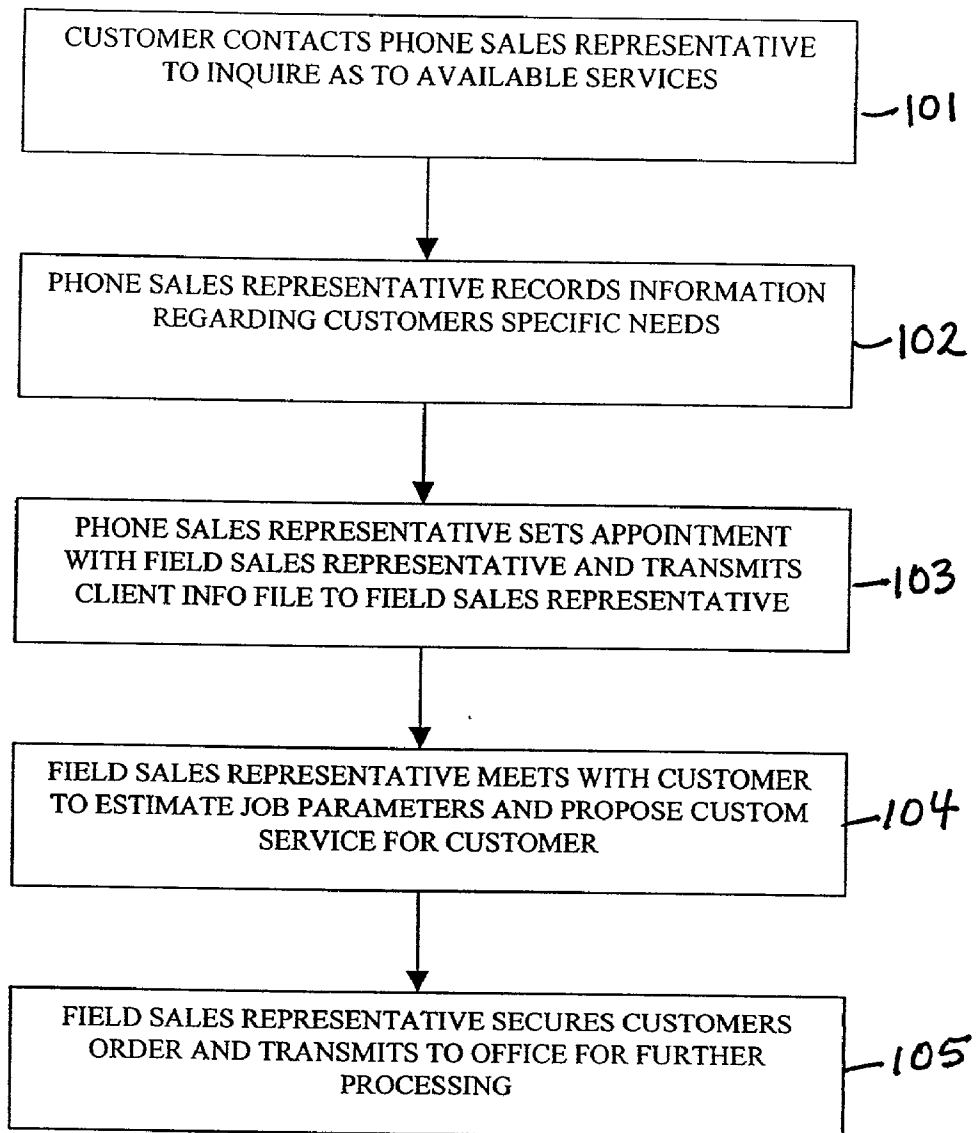 CUSTOMER CONTACTS PHONE SALES REPRESENTATIVE
TO INQUIRE AS TO AVAILABLE SERVICES
101
PHONE SALES REPRESENTATIVE RECORDS INFORMATION
REGARDING CUSTOMERS SPECIFIC NEEDS
102
PHONE SALES REPRESENTATIVE SETS APPOINTMENT
WITH FIELD SALES REPRESENTATIVE AND TRANSMITS
CLIENT INFO FILE TO FIELD SALES REPRESENTATIVE
103
FIELD SALES REPRESENTATIVE MEETS WITH CUSTOMER
TO ESTIMATE JOB PARAMETERS AND PROPOSE CUSTOM
SERVICE FOR CUSTOMER
104
FIELD SALES REPRESENTATIVE SECURES CUSTOMERS
ORDER AND TRANSMITS TO OFFICE FOR FURTHER
PROCESSING
105